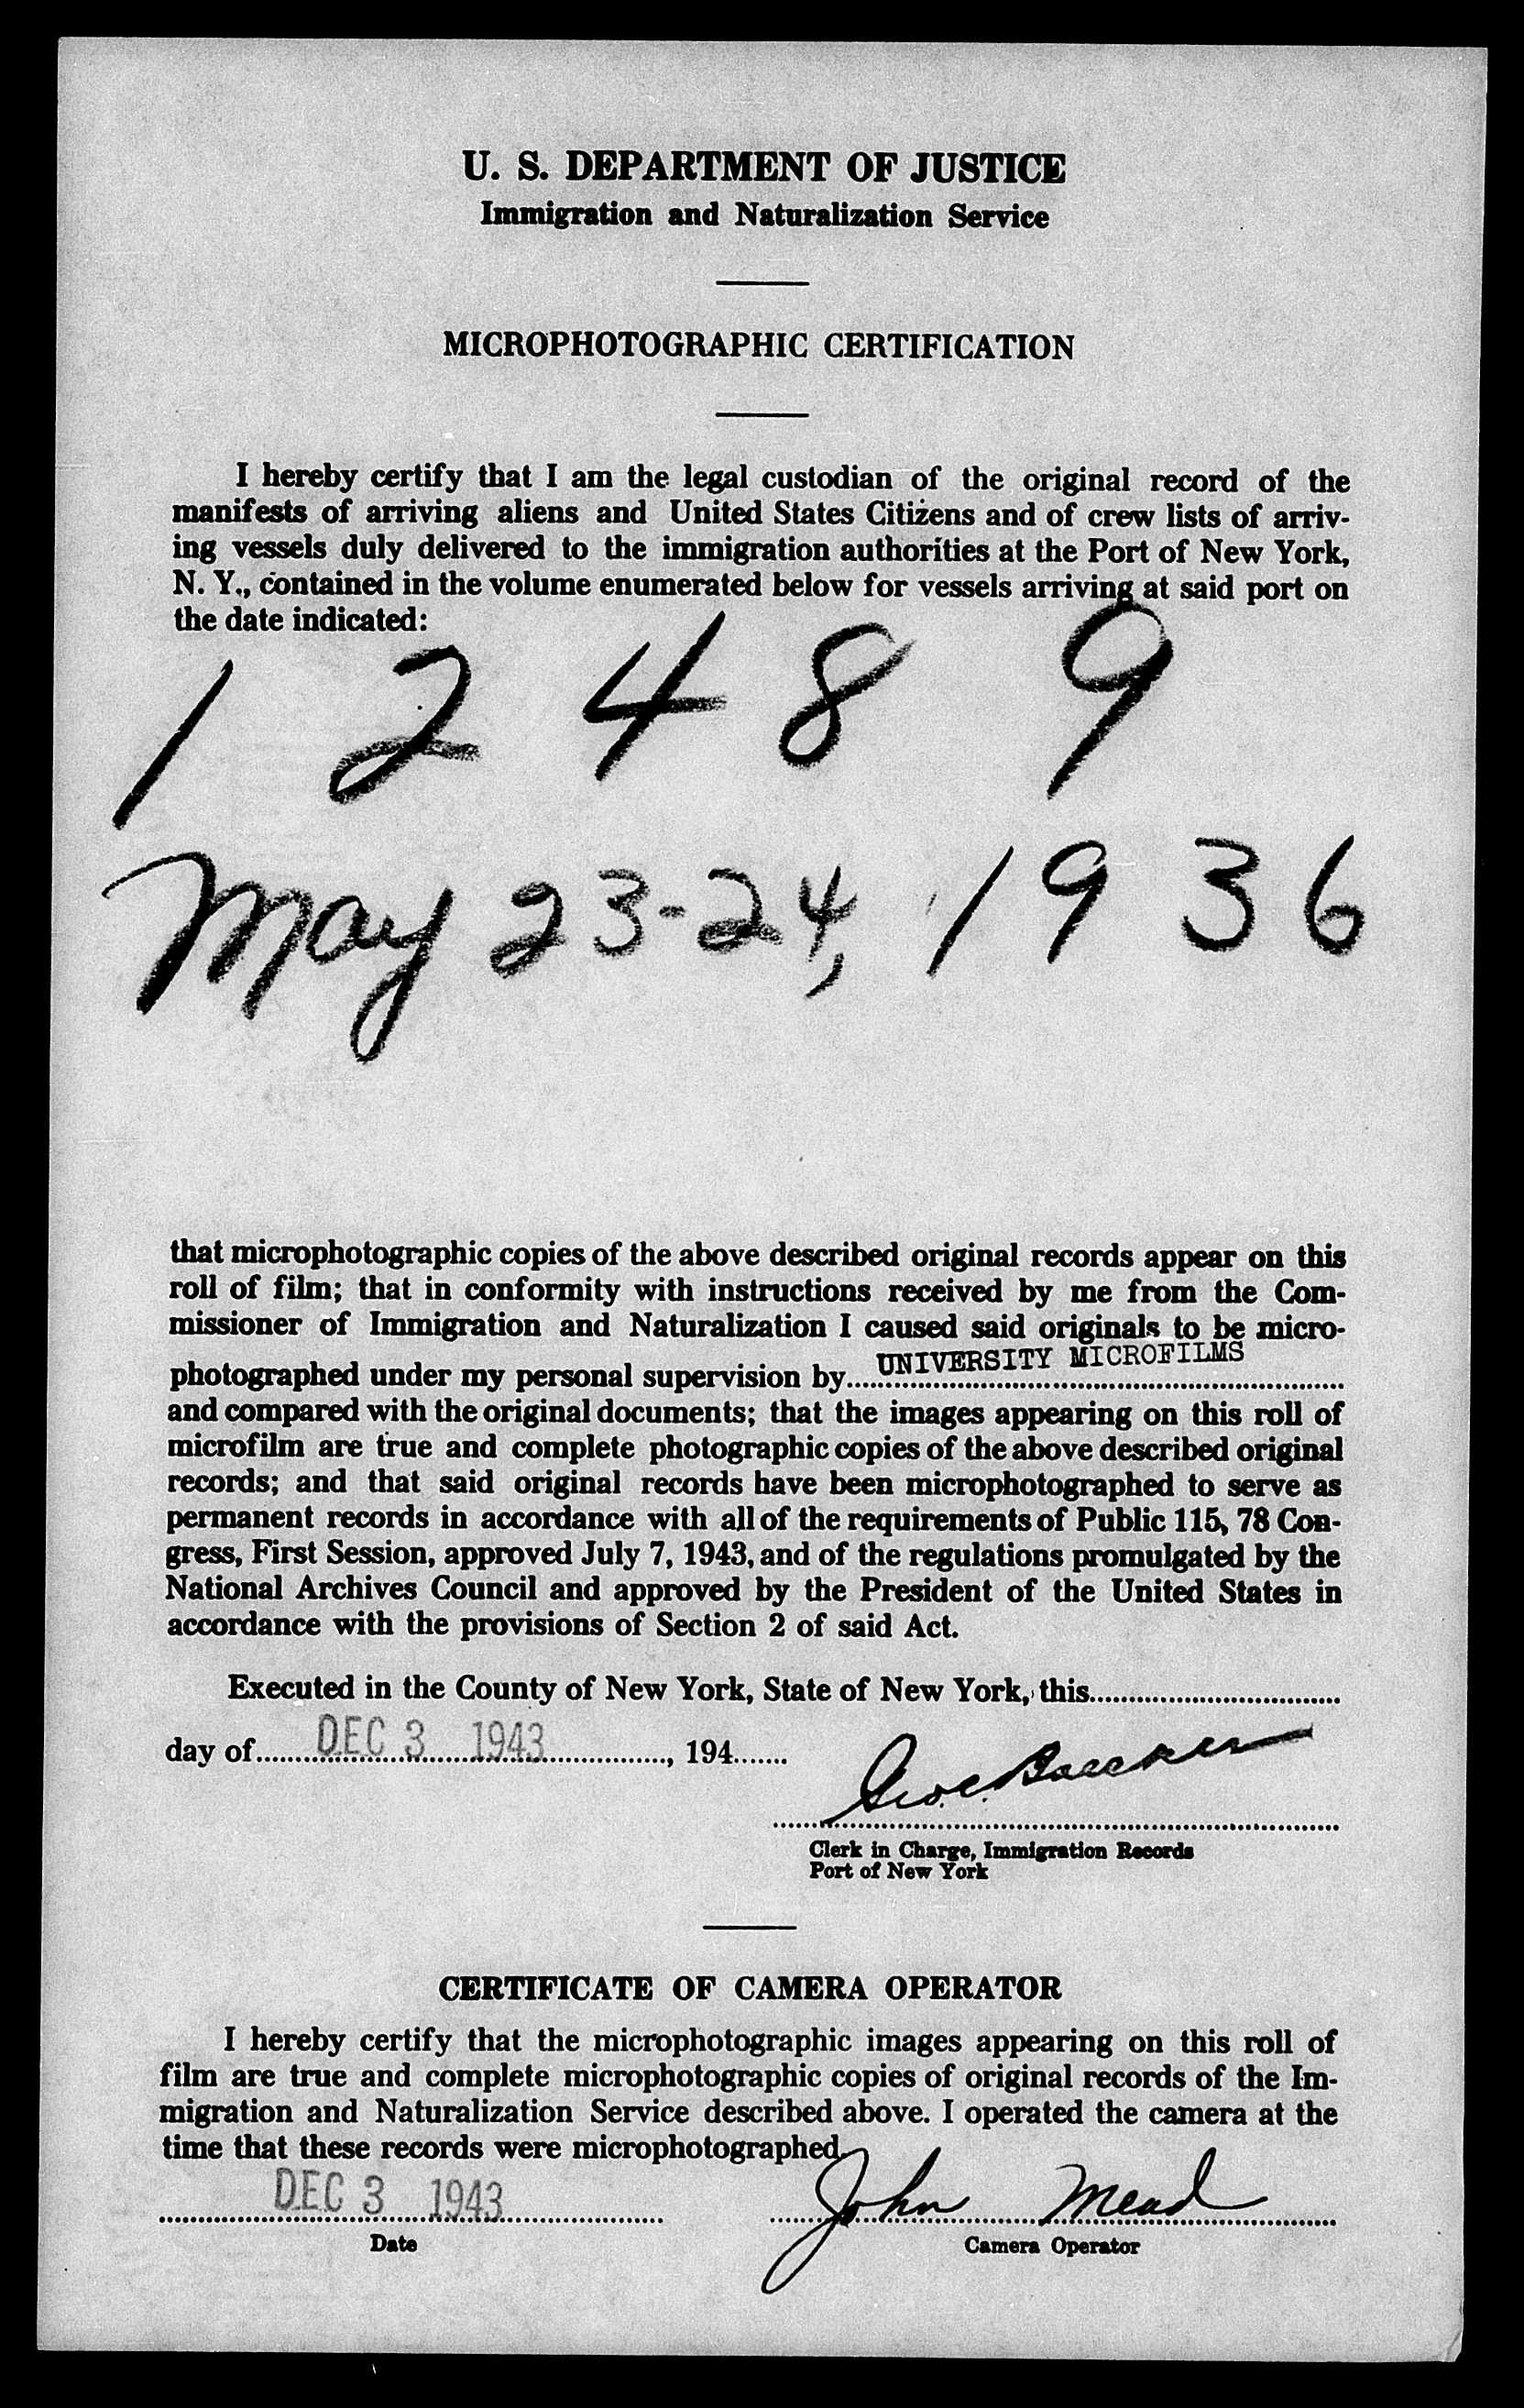 U. S. DEPARTMENT OF JUSTICE
Immigration and Naturalization Service
MICROPHOTOGRAPHIC CERTIFICATION
I hereby certify that I am the legal custodian of the original record of the
manifests of arriving aliens and United States Citizens and of crew lists of arriv-
ing vessels duly delivered to the immigration authorities at the Port of New York,
N. Y., contained in the volume enumerated below for vessels arriving at said port on
the date indicated:
1 2 4 8 9
May 23-24, 1936
that microphotographic copies of the above described original records appear on this
roll of film; that in conformity with instructions received by me from the Com-
missioner of Immigration and Naturalization I caused said originals to be micro-
photographed under my personal supervision by UNIVERSITY MICROFILMS
and compared with the original documents; that the images appearing on this roll of
microfilm are true and complete photographic copies of the above described original
records; and that said original records have been microphotographed to serve as
permanent records in accordance with all of the requirements of Public 115, 78 Con-
gress, First Session, approved July 7, 1943, and of the regulations promulgated by the
National Archives Council and approved by the President of the United States in
accordance with the provisions of Section 2 of said Act.
Executed in the County of New York, State of New York, this
day of DEC 3 1943, 194
Clerk in Charge, Immigration Records
Port of New York
CERTIFICATE OF CAMERA OPERATOR
I hereby certify that the microphotographic images appearing on this roll of
film are true and complete microphotographic copies of original records of the Im-
migration and Naturalization Service described above. I operated the camera at the
time that these records were microphotographed.
DEC 3 1943 John Mead
Date Camera Operator